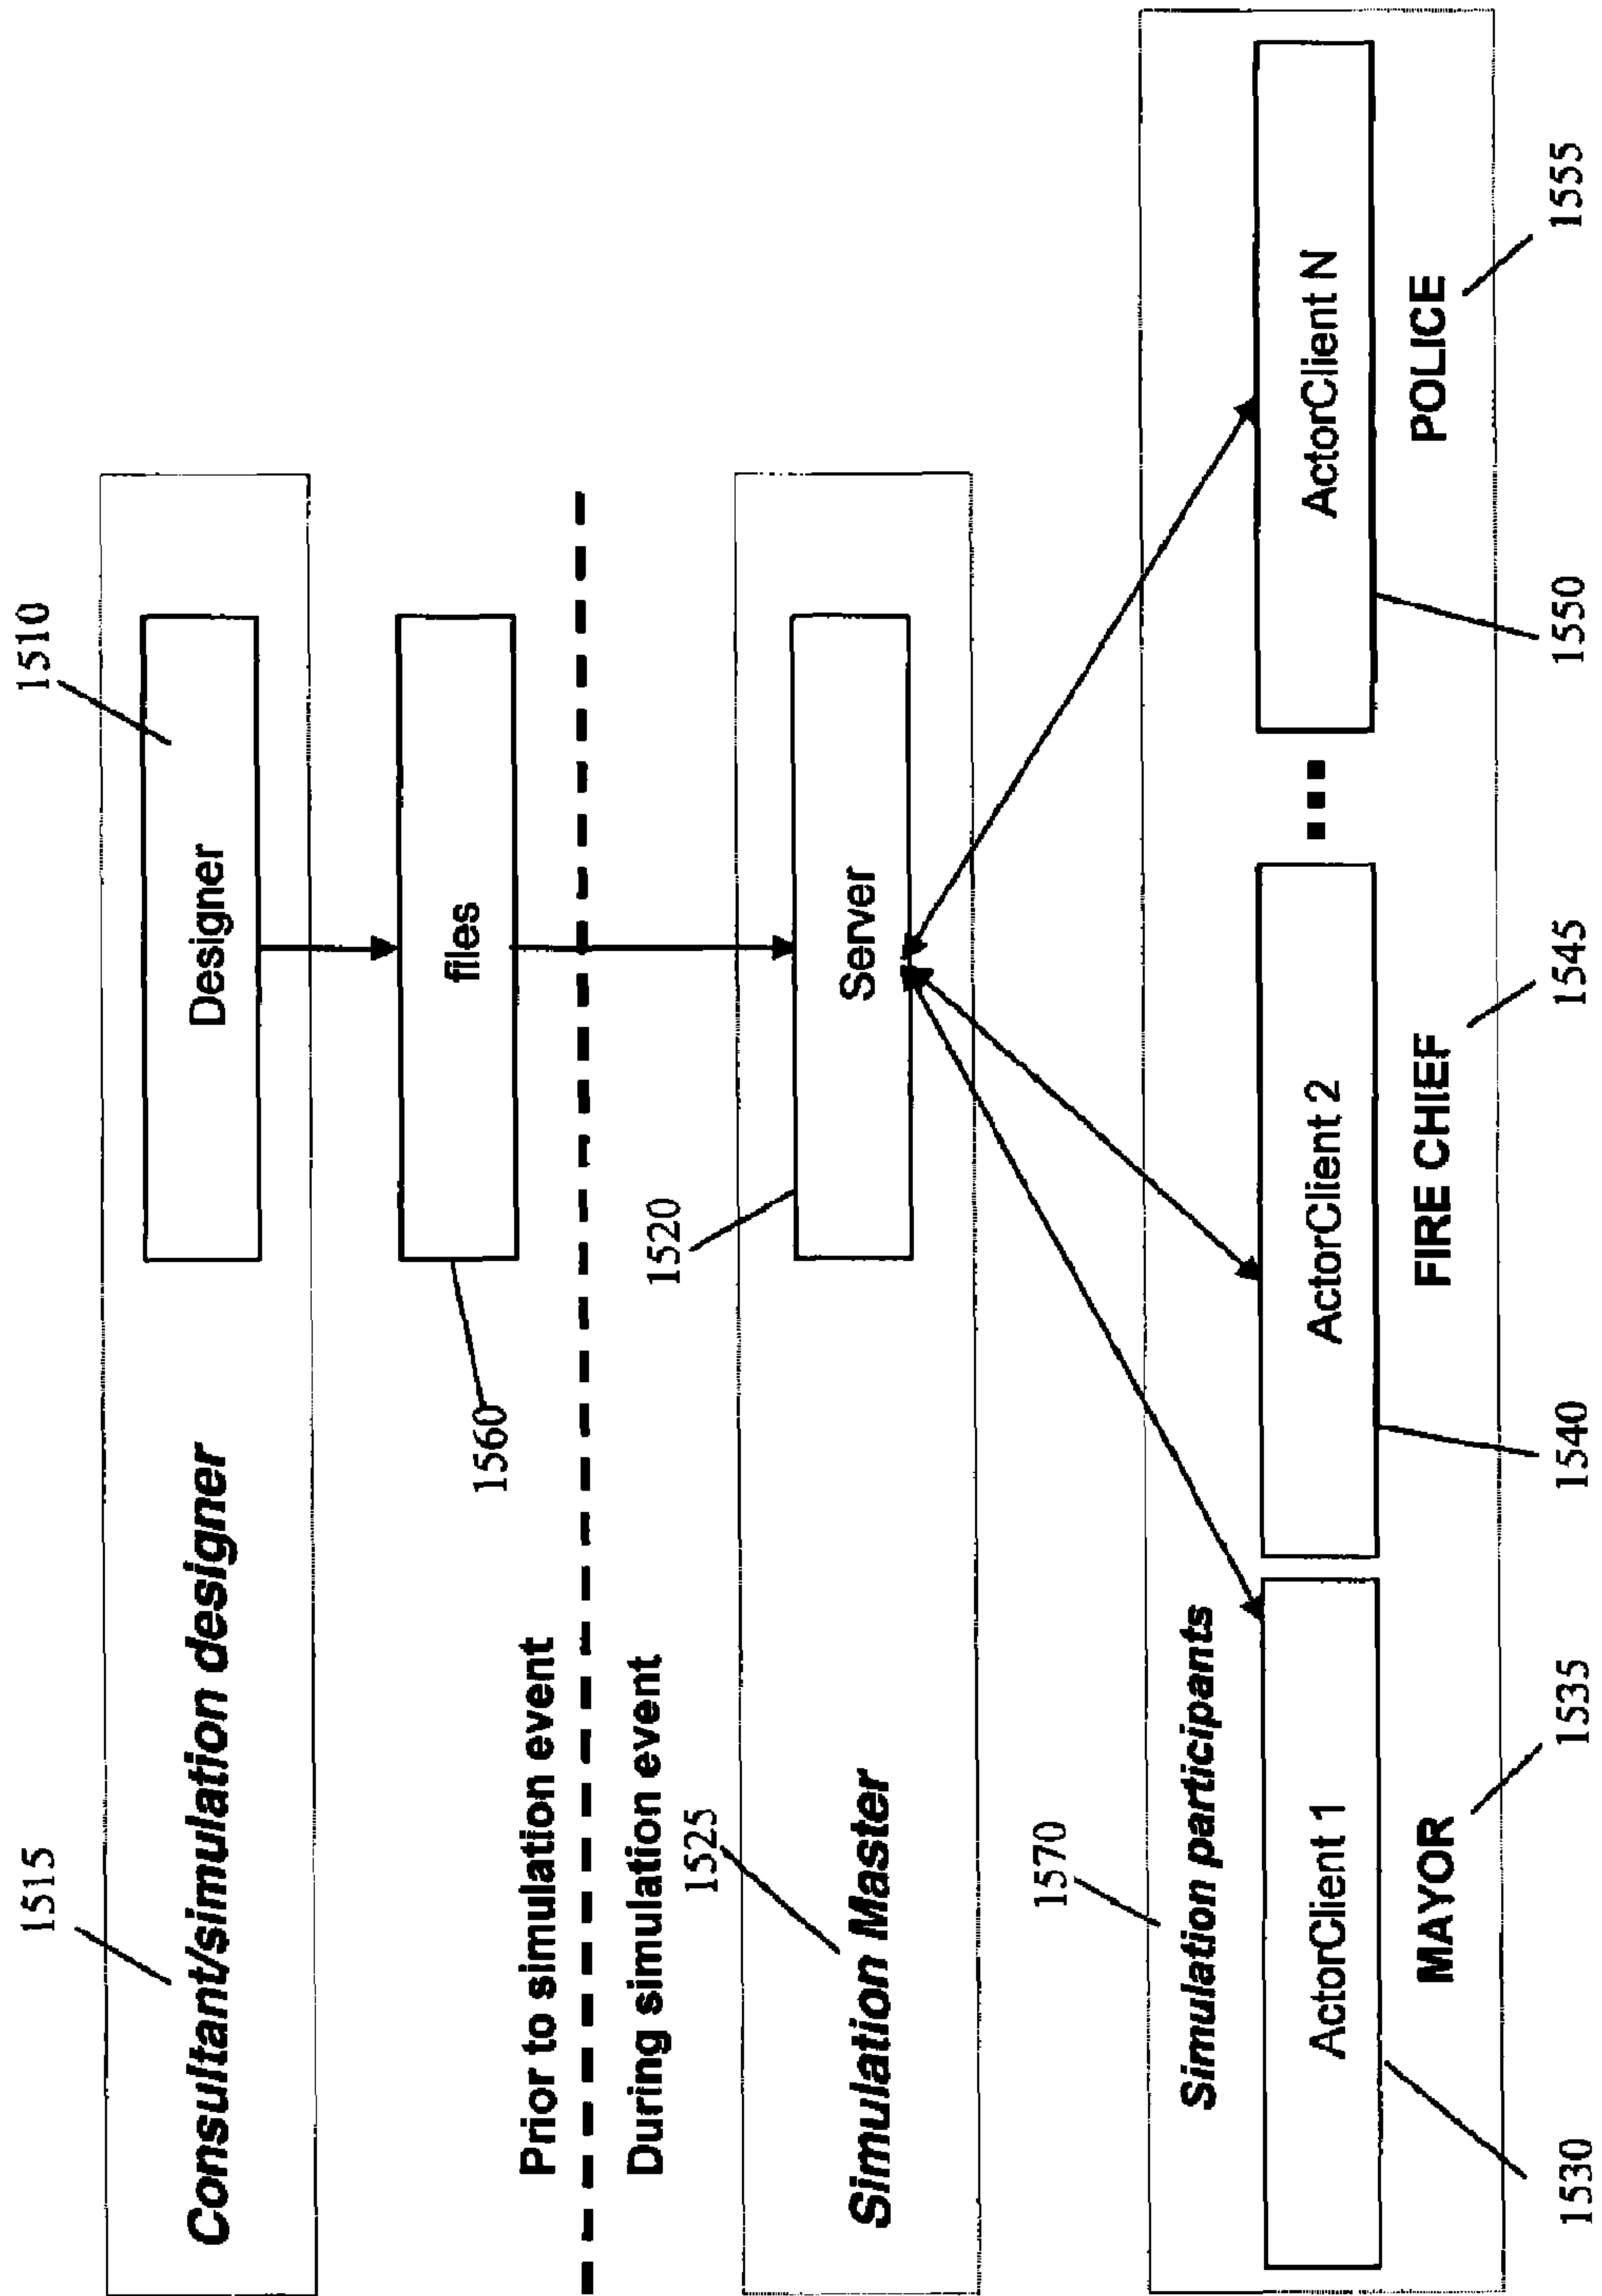 1515
1510
Consultant/simulation designer
Designer
files
1560
Prior to simulation event
During simulation event
1525
1520
Simulation Master
Server
1570
Simulation participants
ActorClient 1
ActorClient 2
...
ActorClient N
MAYOR
FIRE CHIEF
POLICE
1530
1535
1540
1545
1550
1555